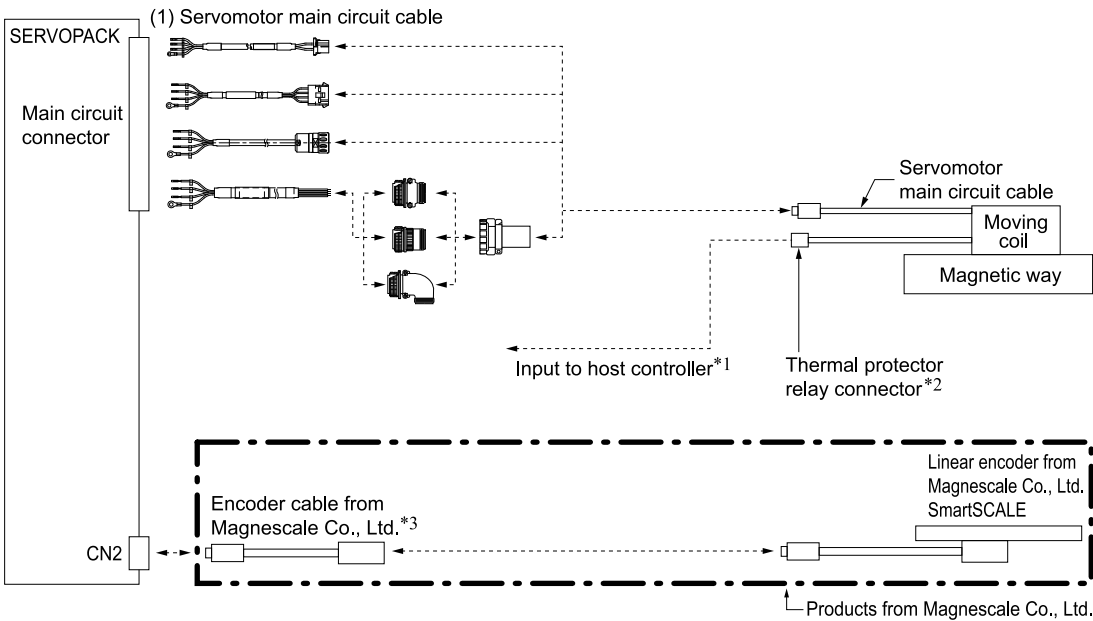 (1) Servomotor main circuit cable
SERVOPACK
Main circuit
connector
Servomotor
main circuit cable
Moving
coil
Magnetic way
Input to host controller*1
Thermal protector
relay connector*2
Linear encoder from
Magnescale Co., Ltd.
SmartSCALE
Encoder cable from
Magnescale Co., Ltd.*3
CN2
Products from Magnescale Co., Ltd.